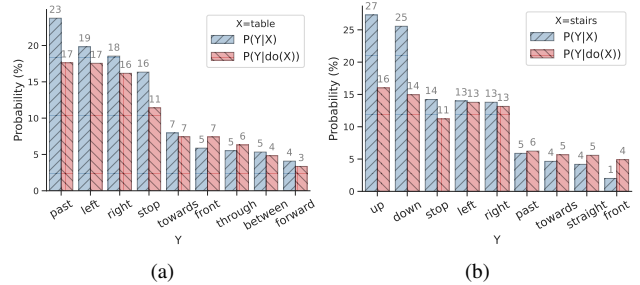 23
17
19
17
18
16
16
11
7 7
5
7
5
6
5
4
4
3
X=table
P(Y|X)
P(Y|do(X))
Probability (%)
20
15
10
5
0
past
left
right
stop
towards
front
through
between
forward
Y
(a)
27
16
25
14
14
11
13
13
13
13
5
6
4
5
4
5
1
4
X=stairs
P(Y|X)
P(Y|do(X))
Probability (%)
30
25
20
15
10
5
0
up
down
stop
left
right
past
towards
straight
front
Y
(b)